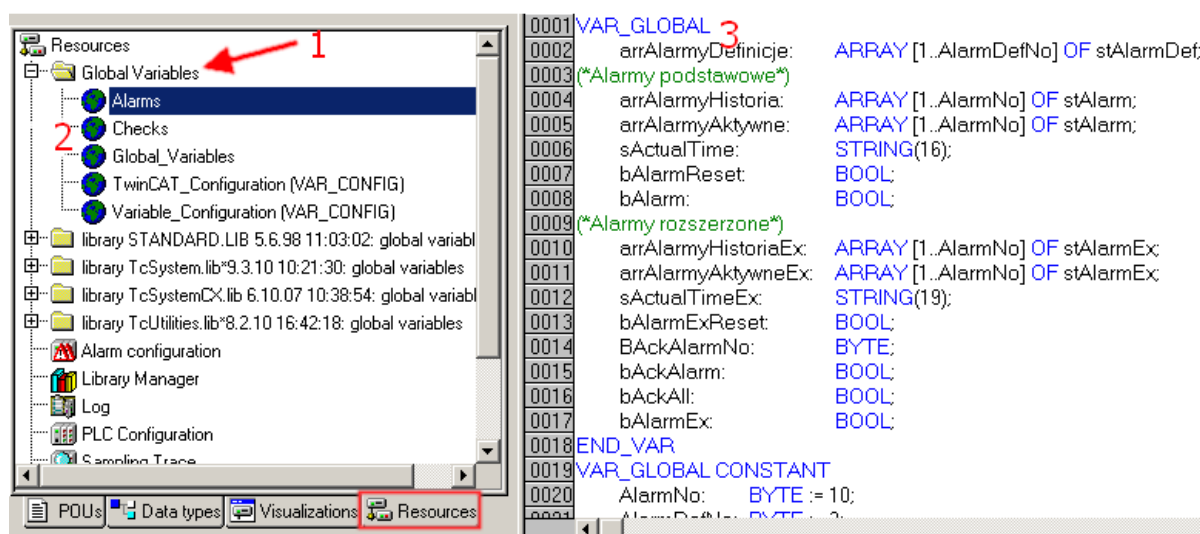 Resources
1
Global Variables
Alarms
2
Checks
Global_Variables
TwinCAT_Configuration (VAR_CONFIG)
Variable_Configuration (VAR_CONFIG)
library STANDARD.LIB 5.6.98 11:03:02: global variabl
library TcSystem.lib*9.3.10 10:21:30: global variables
library TcSystemCX.lib 6.10.07 10:38:54: global variabl
library TcUtilities.lib*8.2.10 16:42:18: global variables
Alarm configuration
Library Manager
Log
PLC Configuration
Sampling Trace
POUs Data types Visualizations Resources
0001 VAR_GLOBAL 3
0002 arrAlarmyDefinicje: ARRAY [1..AlarmDefNo] OF stAlarmDef;
0003 (*Alarmy podstawowe*)
0004 arrAlarmyHistoria: ARRAY [1..AlarmNo] OF stAlarm;
0005 arrAlarmyAktywne: ARRAY [1..AlarmNo] OF stAlarm;
0006 sActualTime: STRING(16);
0007 bAlarmReset: BOOL;
0008 bAlarm: BOOL;
0009 (*Alarmy rozszerzone*)
0010 arrAlarmyHistoriaEx: ARRAY [1..AlarmNo] OF stAlarmEx;
0011 arrAlarmyAktywneEx: ARRAY [1..AlarmNo] OF stAlarmEx;
0012 sActualTimeEx: STRING(19);
0013 bAlarmExReset: BOOL;
0014 BAckAlarmNo: BYTE;
0015 bAckAlarm: BOOL;
0016 bAckAll: BOOL;
0017 bAlarmEx: BOOL;
0018 END_VAR
0019 VAR_GLOBAL CONSTANT
0020 AlarmNo: BYTE := 10;